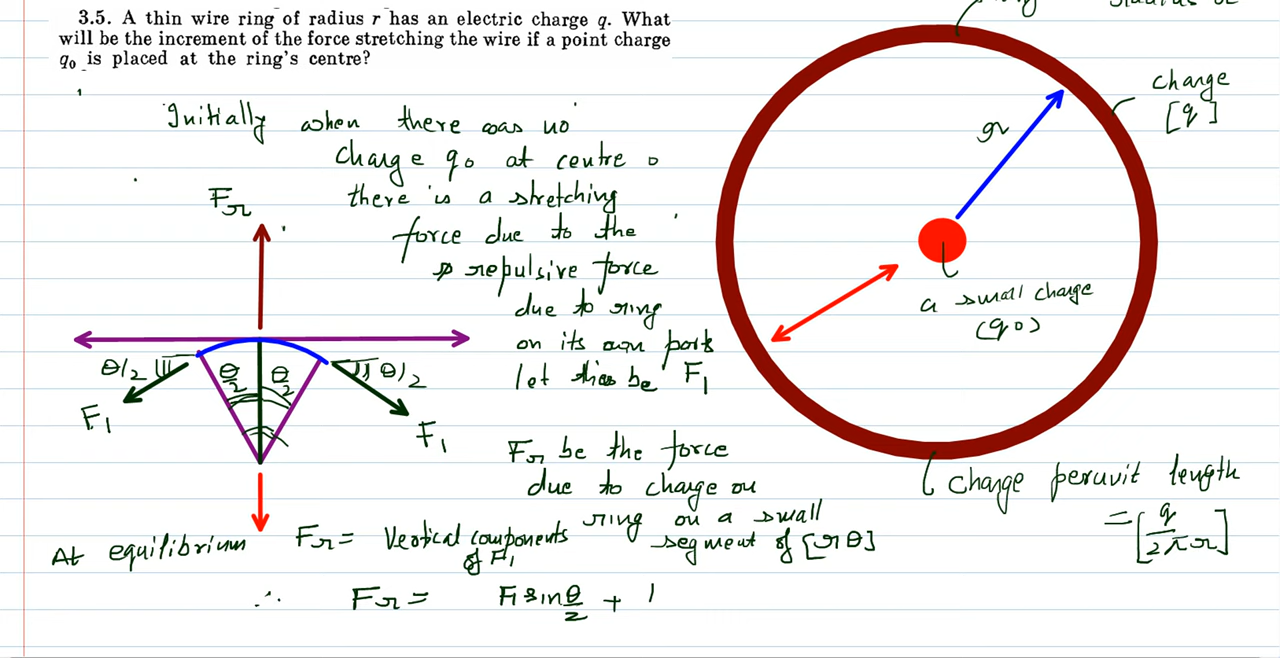 3.5. A thin wire ring of radius r has an electric charge q. What
will be the increment of the force stretching the wire if a point charge
q₀ is placed at the ring's centre?
Initially when there was no
charge q₀ at centre
there is a stretching
force due to the
repulsive force
due to ring
on its own parts
let this be F₁
Fr be the force
due to charge on
ring on a small
segment of [rθ]
Fr
θ/2
θ/2
θ/2
θ/2
F₁
F₁
At equilibrium Fr = Vertical components
of F₁
∴ Fr = F₁ sin θ/2 +
charge
[q]
r
a small charge
(q₀)
charge per unit length
= [q/2πr]